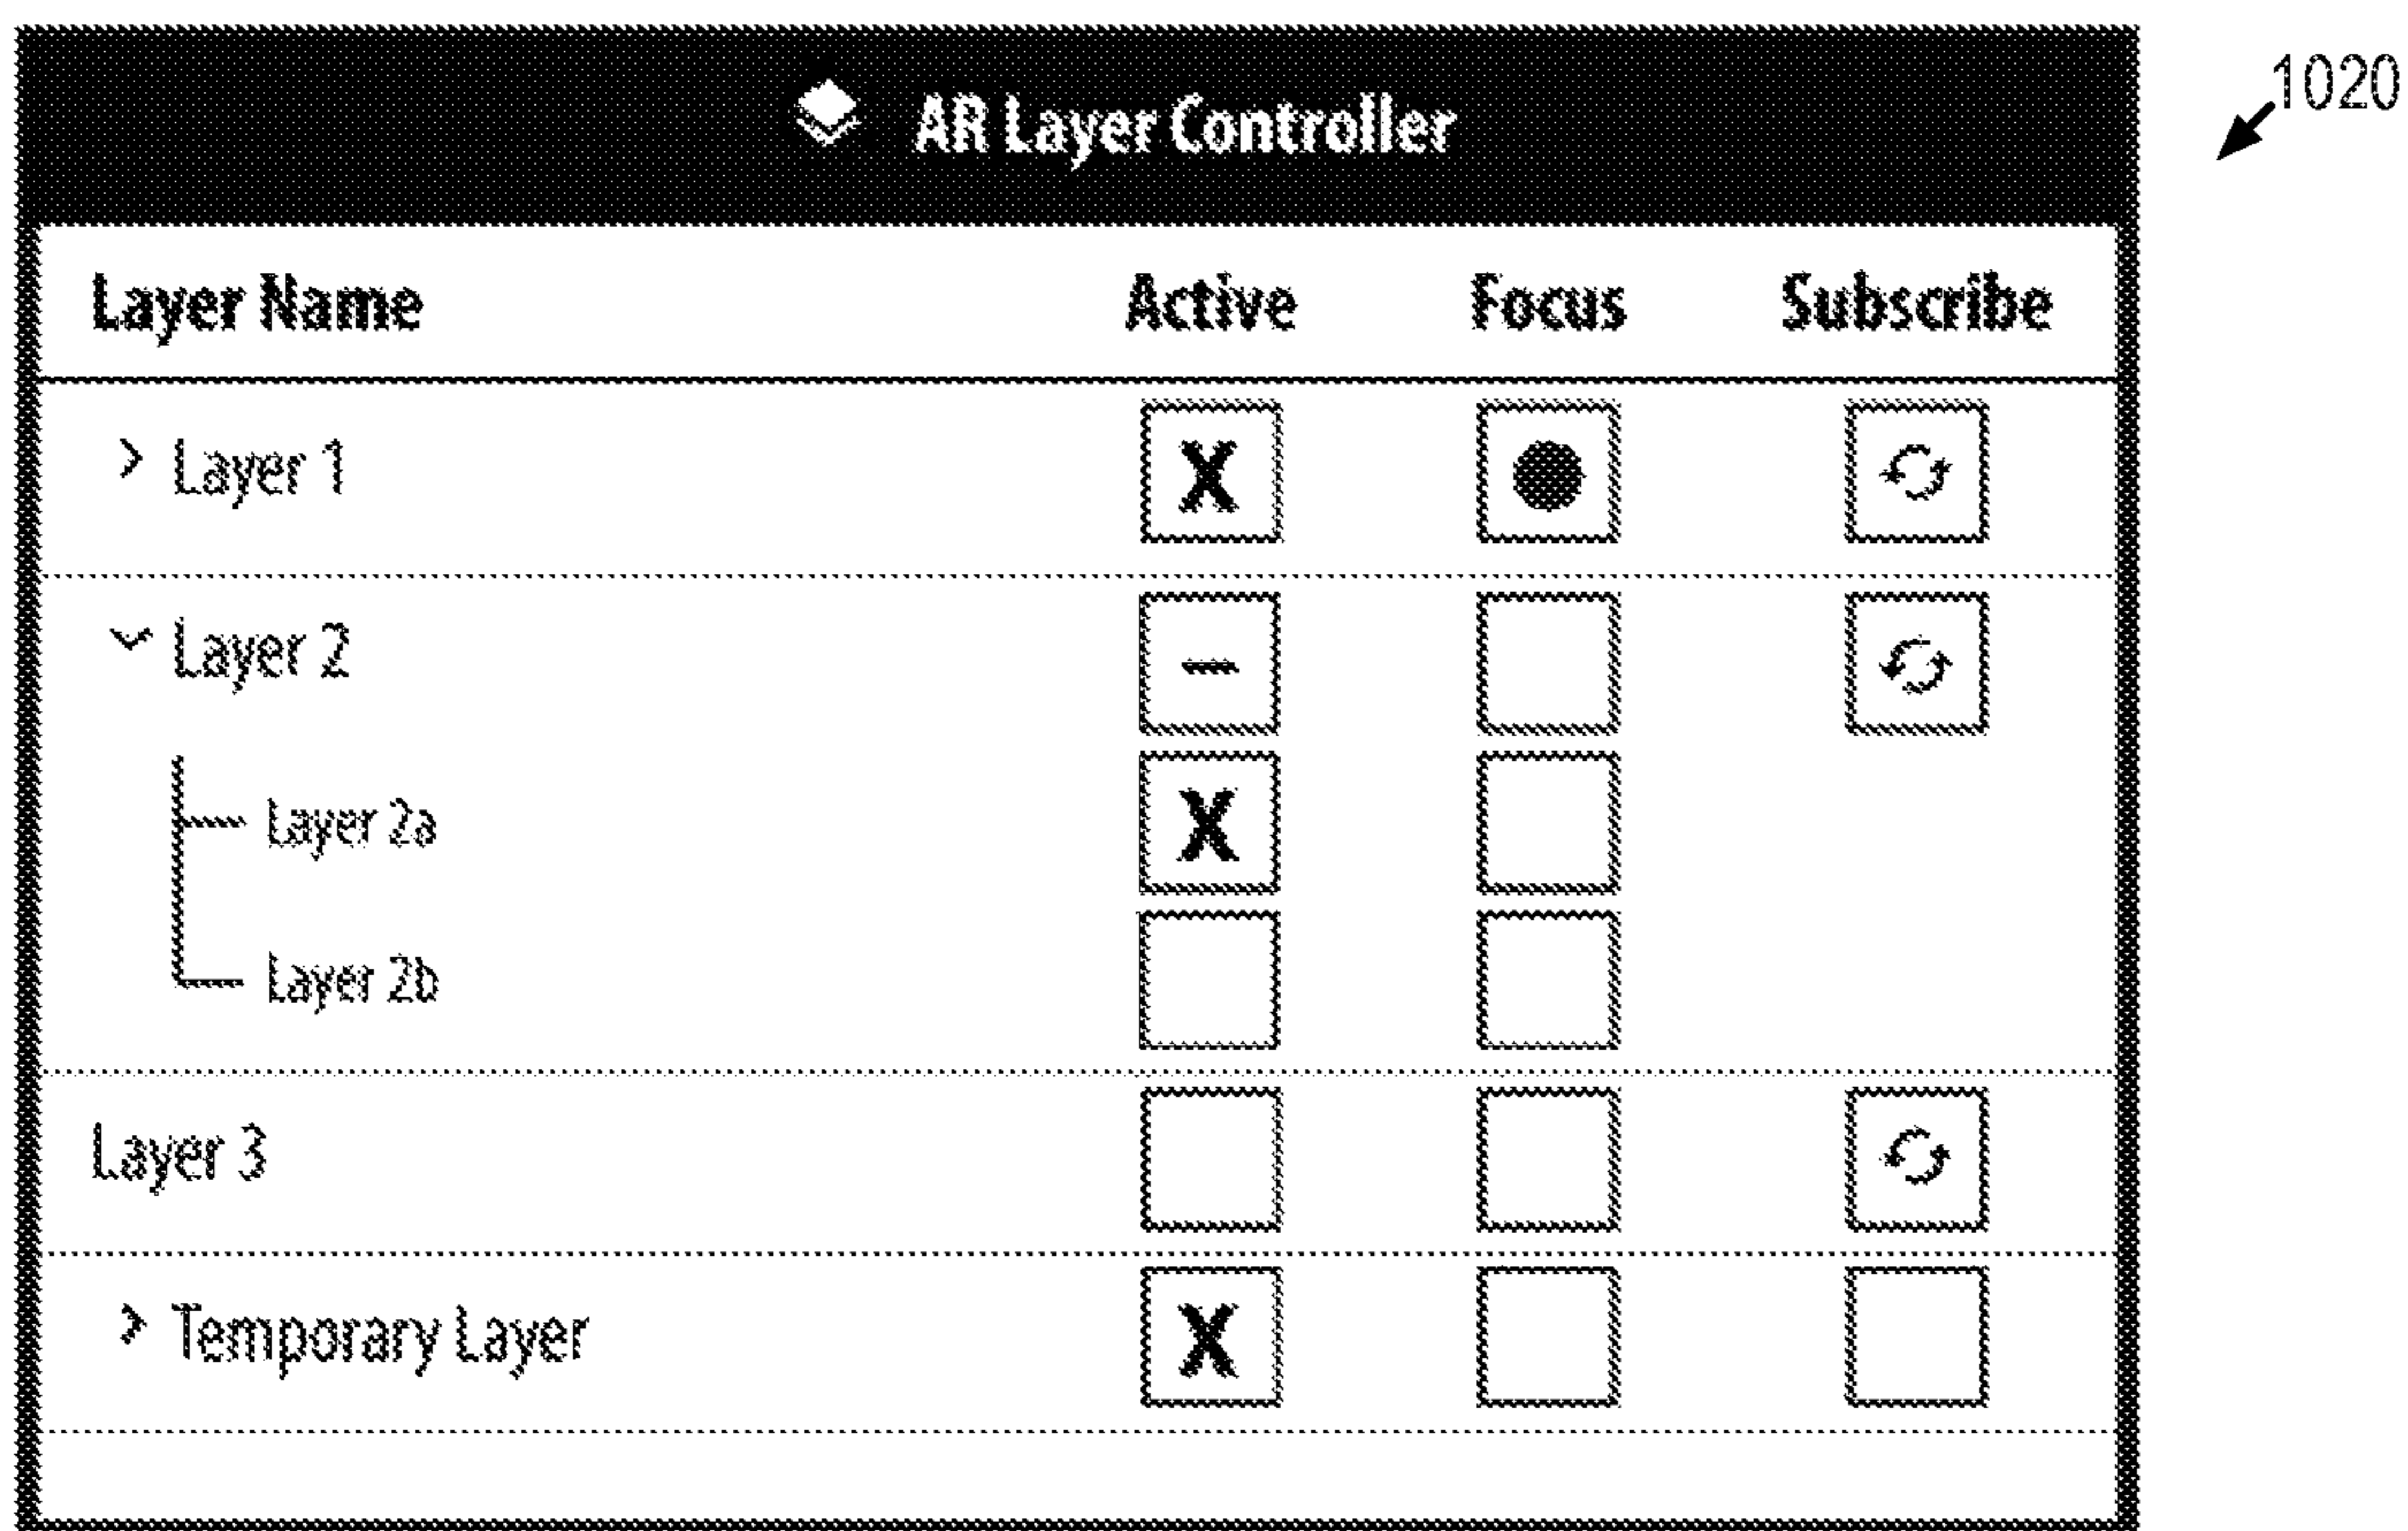 1020
AR Layer Controller
Layer Name Active Focus Subscribe
> Layer 1 X
Layer 2 –
Layer 2a X
Layer 2b
Layer 3
> Temporary Layer X